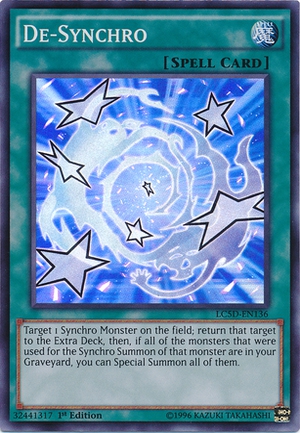 De-Synchro
[SPELL CARD]
LC5D-EN136
Target 1 Synchro Monster on the field; return that target
to the Extra Deck, then, if all of the monsters that were
used for the Synchro Summon of that monster are in your
Graveyard, you can Special Summon all of them.
32441317 1st Edition ©1996 KAZUKI TAKAHASHI